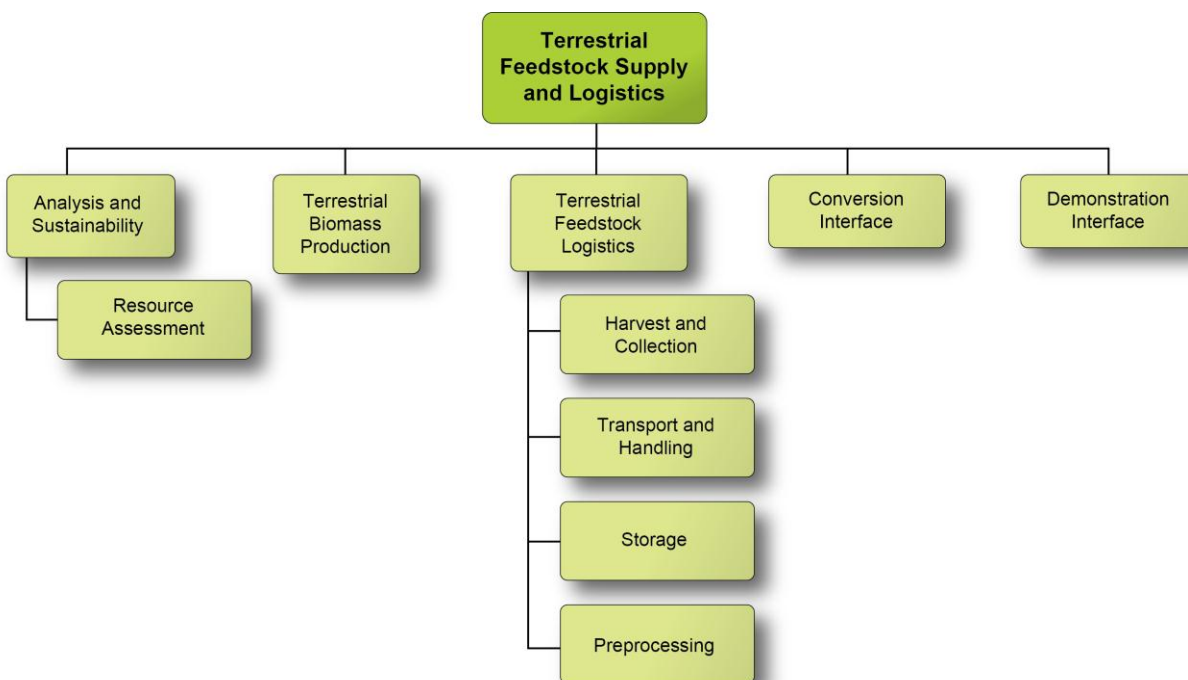 Terrestrial
Feedstock Supply
and Logistics
Analysis and
Sustainability
Terrestrial
Biomass
Production
Terrestrial
Feedstock
Logistics
Conversion
Interface
Demonstration
Interface
Resource
Assessment
Harvest and
Collection
Transport and
Handling
Storage
Preprocessing